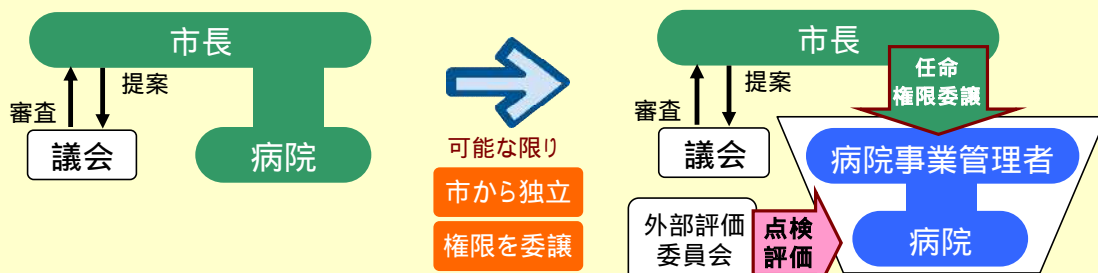 市長
提案
審査
議会
病院
可能な限り
市から独立
権限を委譲
市長
任命
権限委譲
提案
審査
議会
病院事業管理者
外部評価
委員会
点検
評価
病院